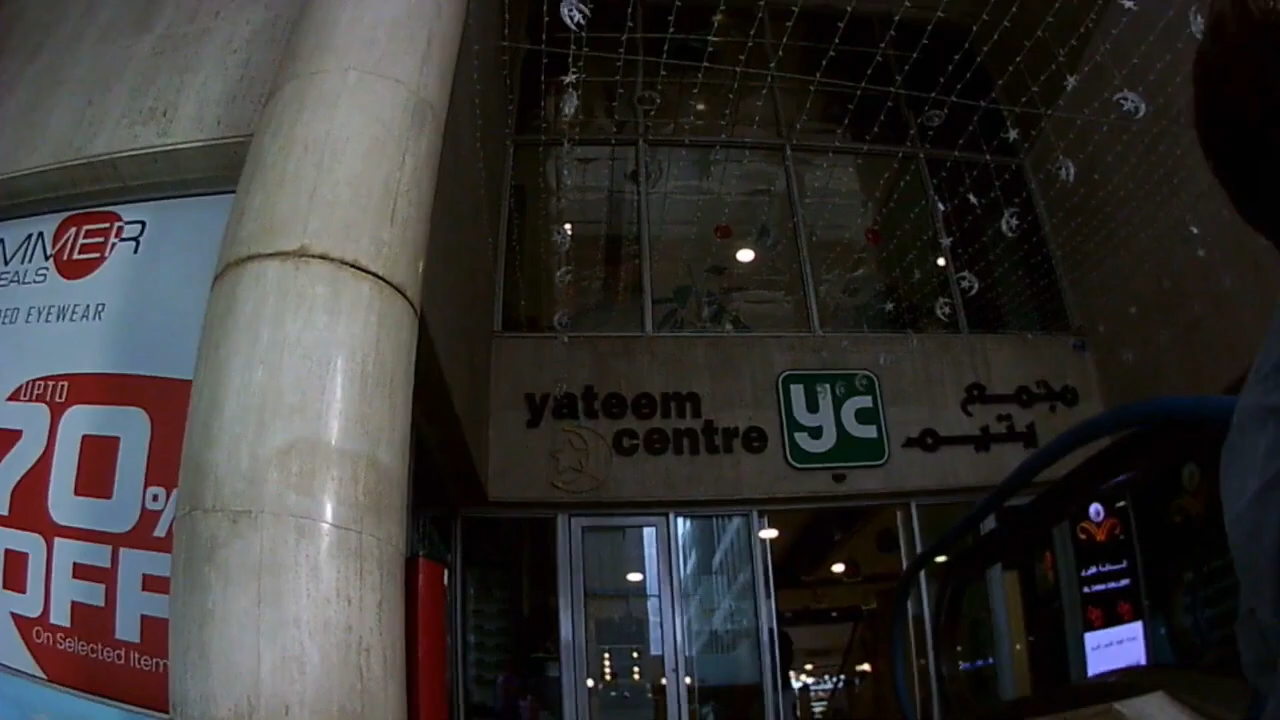 MMER
EALS
ED EYEWEAR
UPTO
70%
OFF
On Selected Item
yateem
centre
yc
مجمع
يتيم